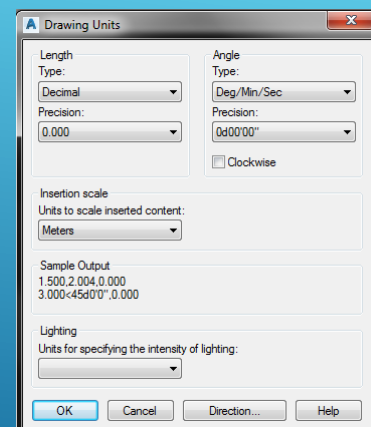 Drawing Units
Length
Type:
Decimal
Precision:
0.000
Angle
Type:
Deg/Min/Sec
Precision:
0d00'00"
Clockwise
Insertion scale
Units to scale inserted content:
Meters
Sample Output
1.500,2.004,0.000
3.000<45d0'0",0.000
Lighting
Units for specifying the intensity of lighting:
OK
Cancel
Direction...
Help